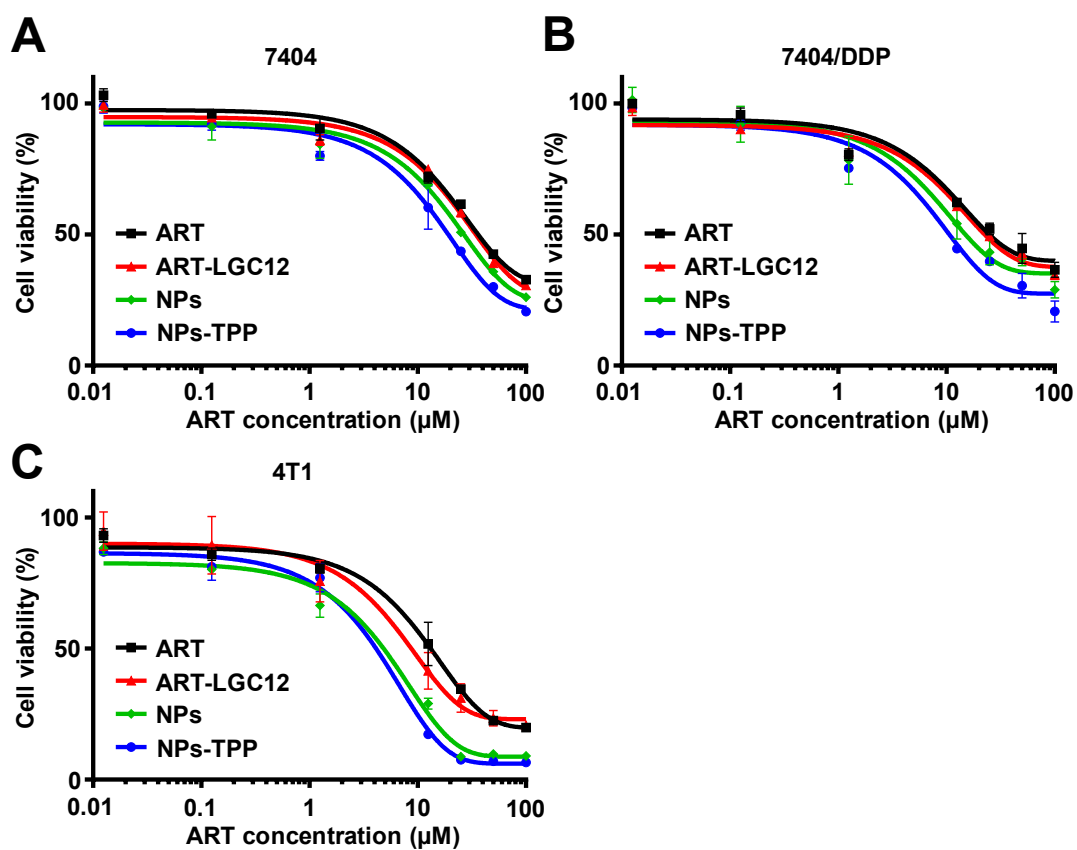 A
7404
Cell viability (%)
100
50
0
ART
ART-LGC12
NPs
NPs-TPP
0.01 0.1 1 10 100
ART concentration (μM)
B
7404/DDP
Cell viability (%)
100
50
0
ART
ART-LGC12
NPs
NPs-TPP
0.01 0.1 1 10 100
ART concentration (μM)
C
4T1
Cell viability (%)
100
50
0
ART
ART-LGC12
NPs
NPs-TPP
0.01 0.1 1 10 100
ART concentration (μM)